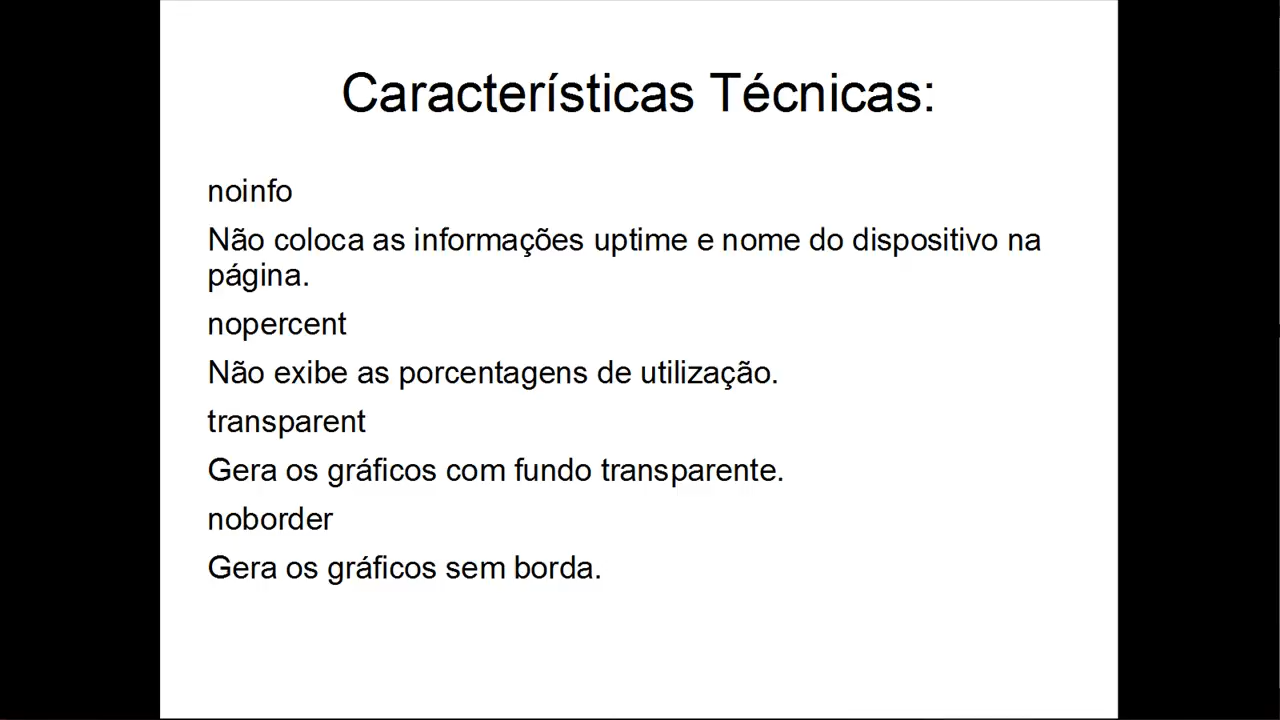 Características Técnicas:
noinfo
Não coloca as informações uptime e nome do dispositivo na
página.
nopercent
Não exibe as porcentagens de utilização.
transparent
Gera os gráficos com fundo transparente.
noborder
Gera os gráficos sem borda.